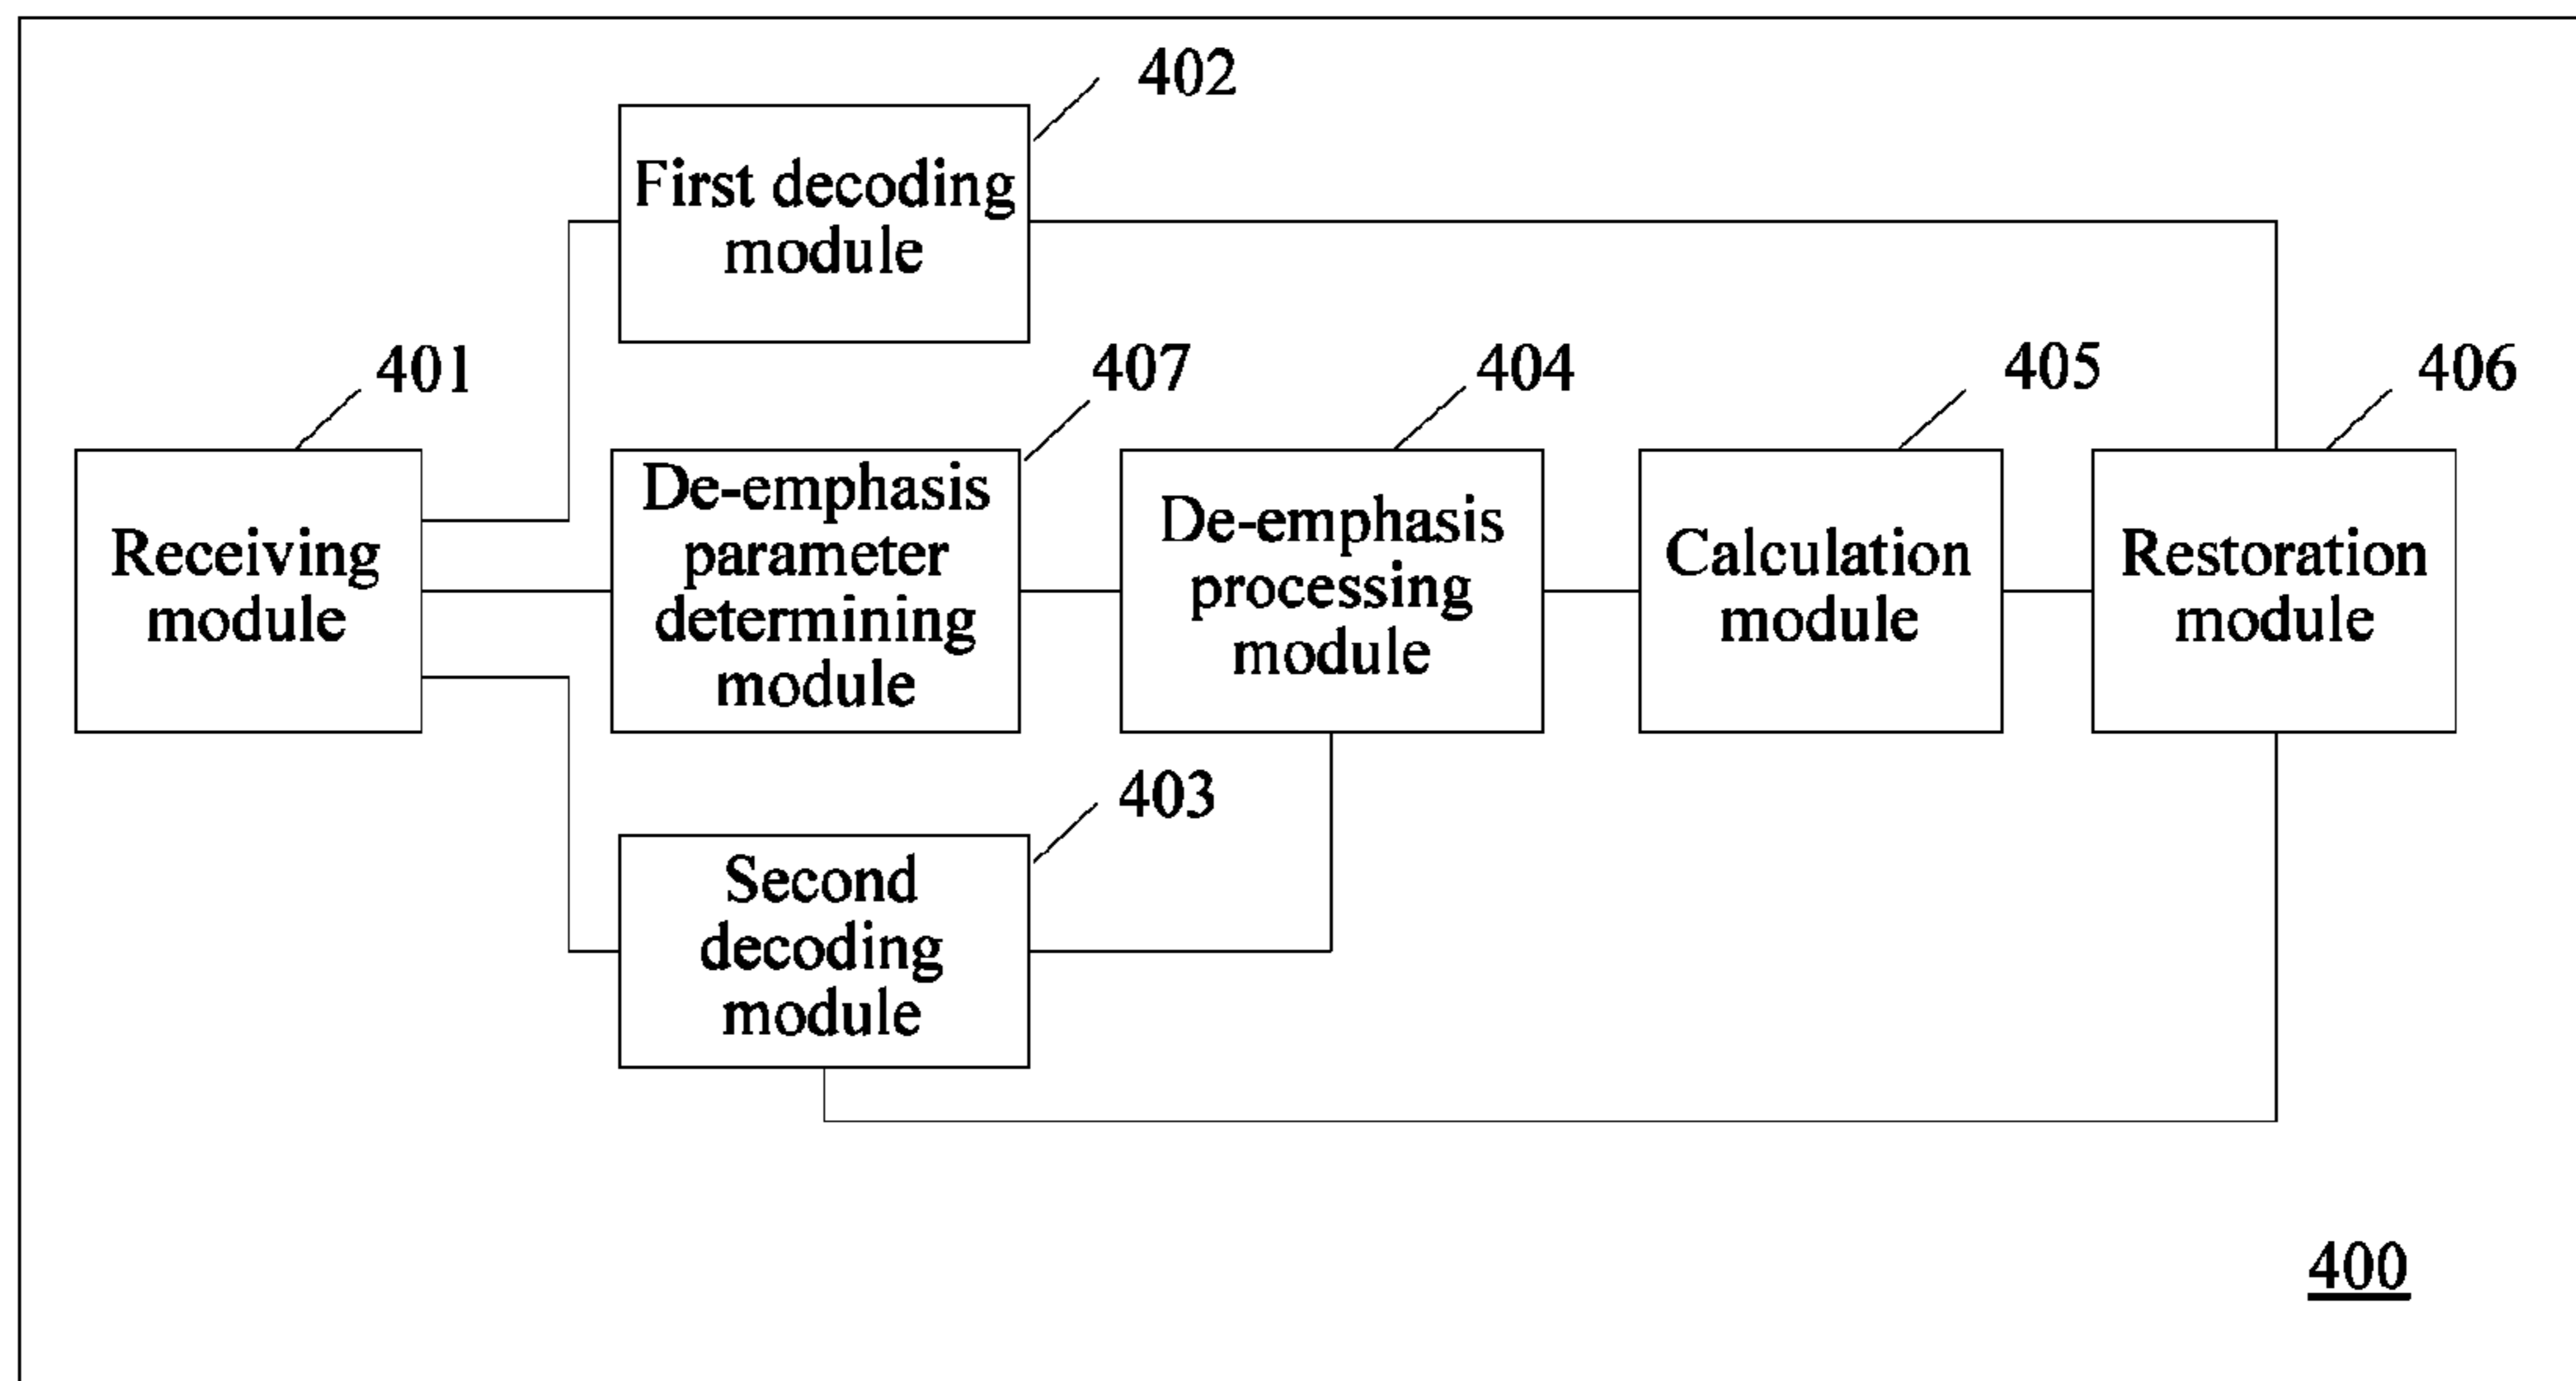 402
First decoding
module
401
407
404
405
406
Receiving
module
De-emphasis
parameter
determining
module
De-emphasis
processing
module
Calculation
module
Restoration
module
403
Second
decoding
module
400